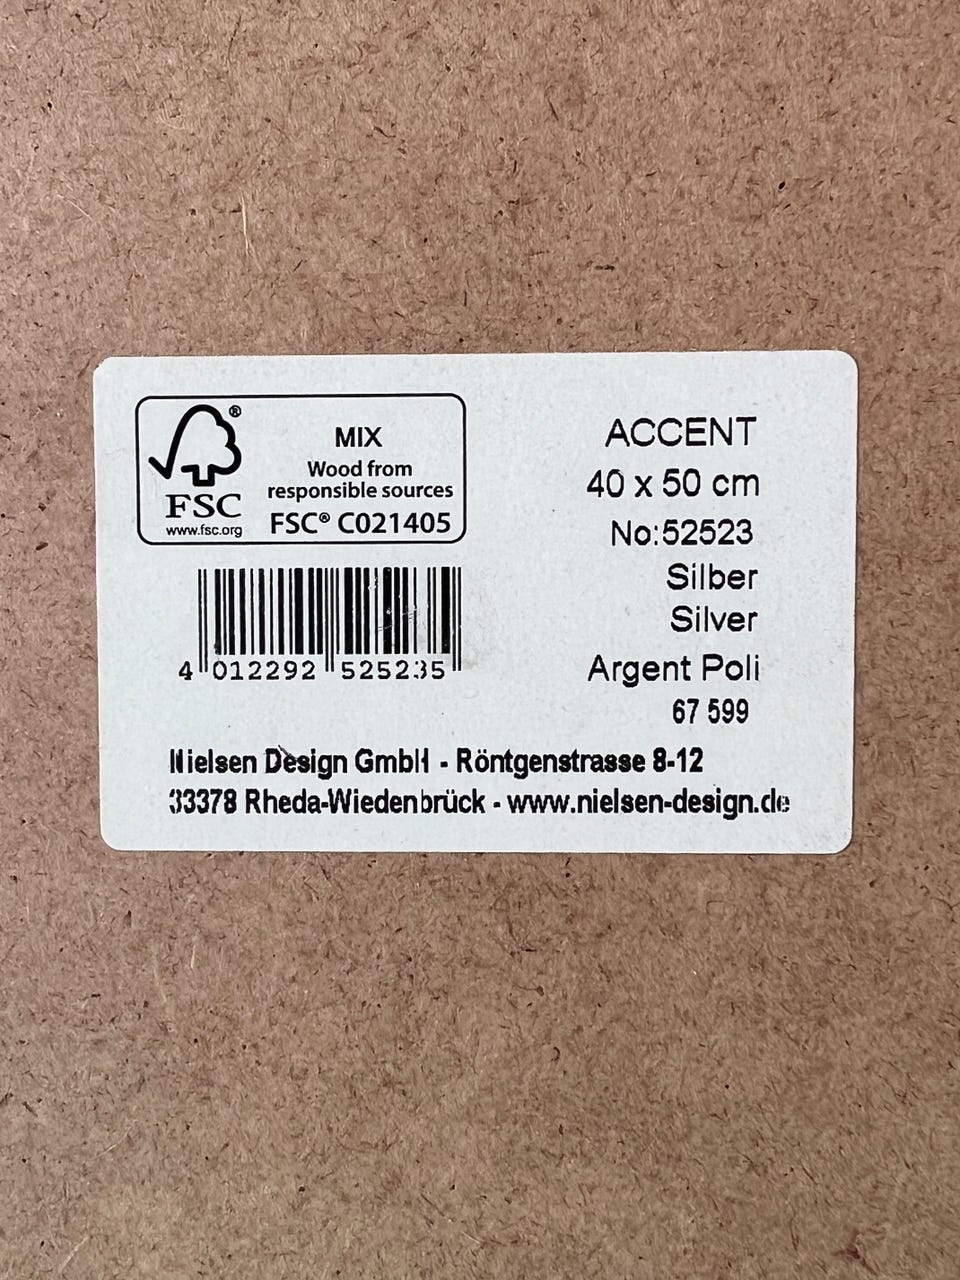 ®
FSC
www.fsc.org
MIX
Wood from
responsible sources
FSC® C021405
4 012292 525235
ACCENT
40 x 50 cm
No:52523
Silber
Silver
Argent Poli
67 599
Nielsen Design GmbH - Röntgenstrasse 8-12
33378 Rheda-Wiedenbrück - www.nielsen-design.de